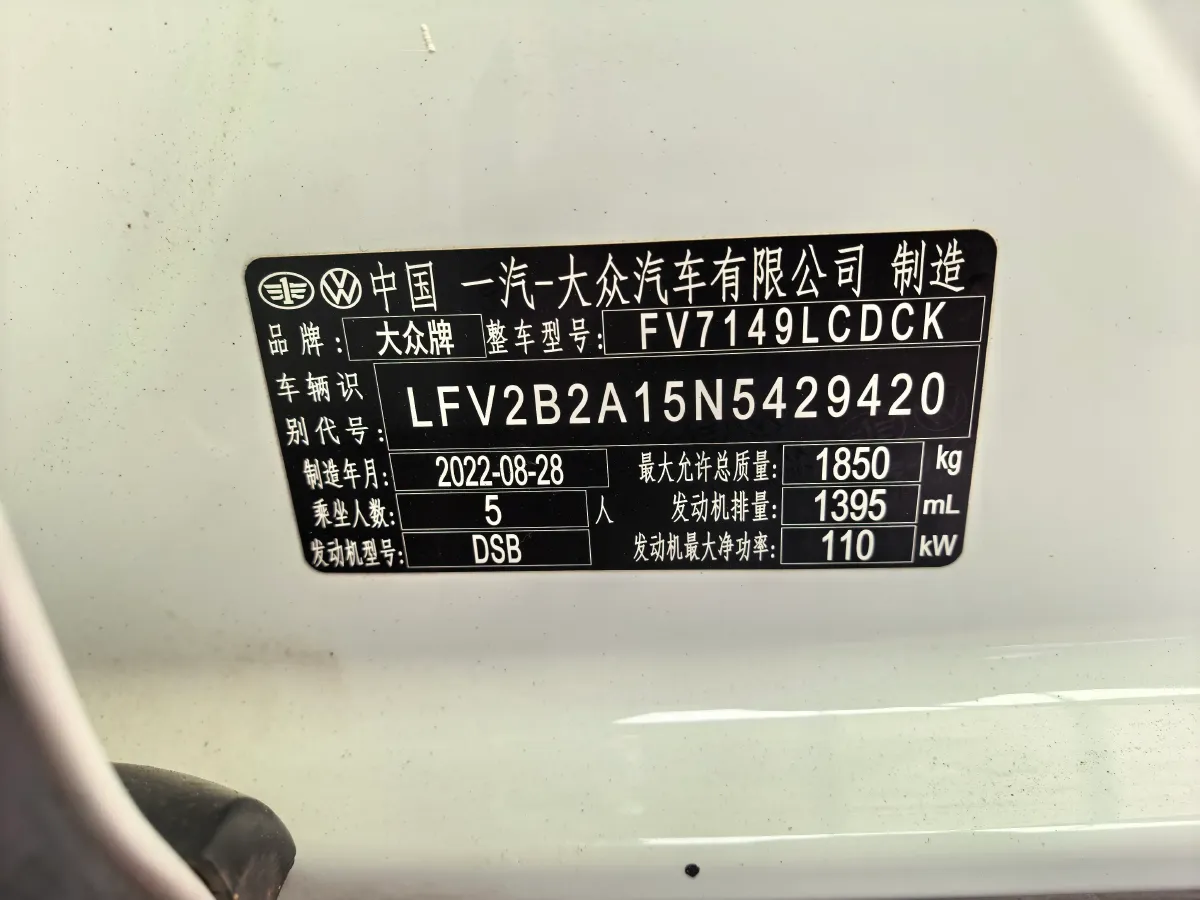 中国 一汽-大众汽车有限公司 制造
品牌: 大众牌 整车型号: FV7149LCDCK
车辆识别代号: LFV2B2A15N5429420
制造年月: 2022-08-28 最大允许总质量: 1850 kg
乘坐人数: 5 人 发动机排量: 1395 mL
发动机型号: DSB 发动机最大净功率: 110 kW